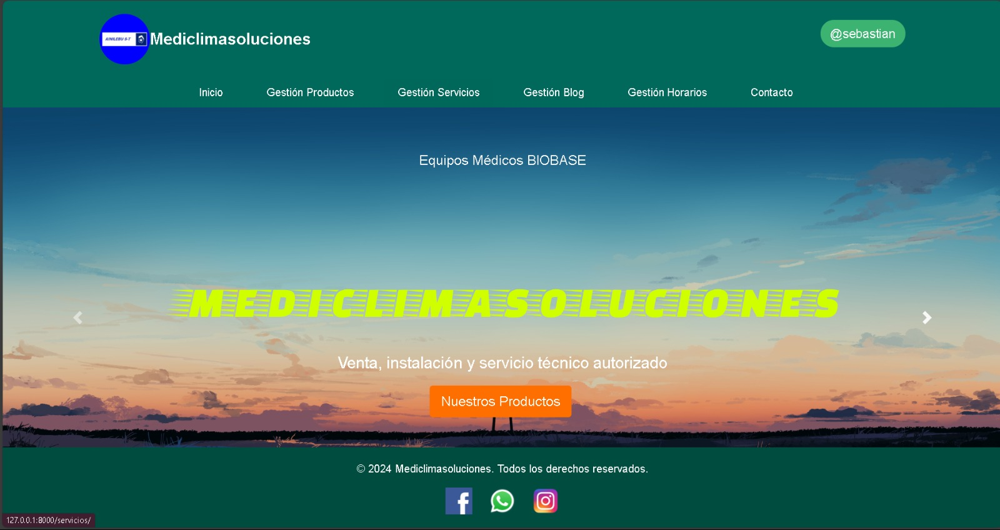 AINILEBU S-T
Mediclimasoluciones
@sebastian
Inicio
Gestión Productos
Gestión Servicios
Gestión Blog
Gestión Horarios
Contacto
Equipos Médicos BIOBASE
MEDICLIMASOLUCIONES
Venta, instalación y servicio técnico autorizado
Nuestros Productos
© 2024 Mediclimasoluciones. Todos los derechos reservados.
127.0.0.1:8000/servicios/